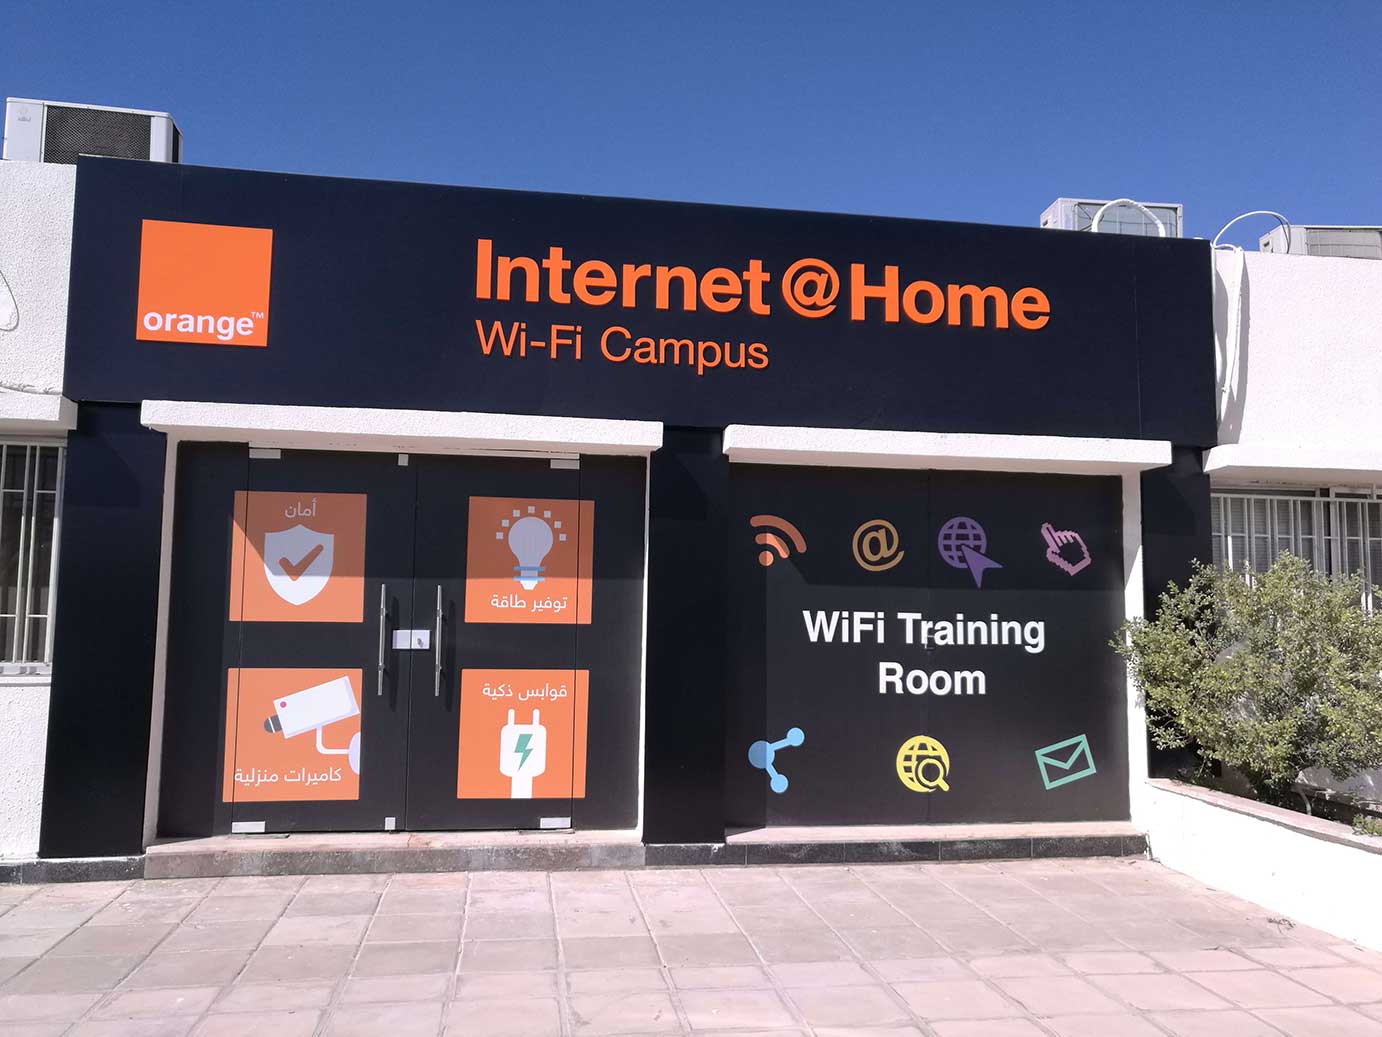 orange™
Internet@Home
Wi-Fi Campus
أمان
توفير طاقة
كاميرات منزلية
قوابس ذكية
@
WiFi Training
Room